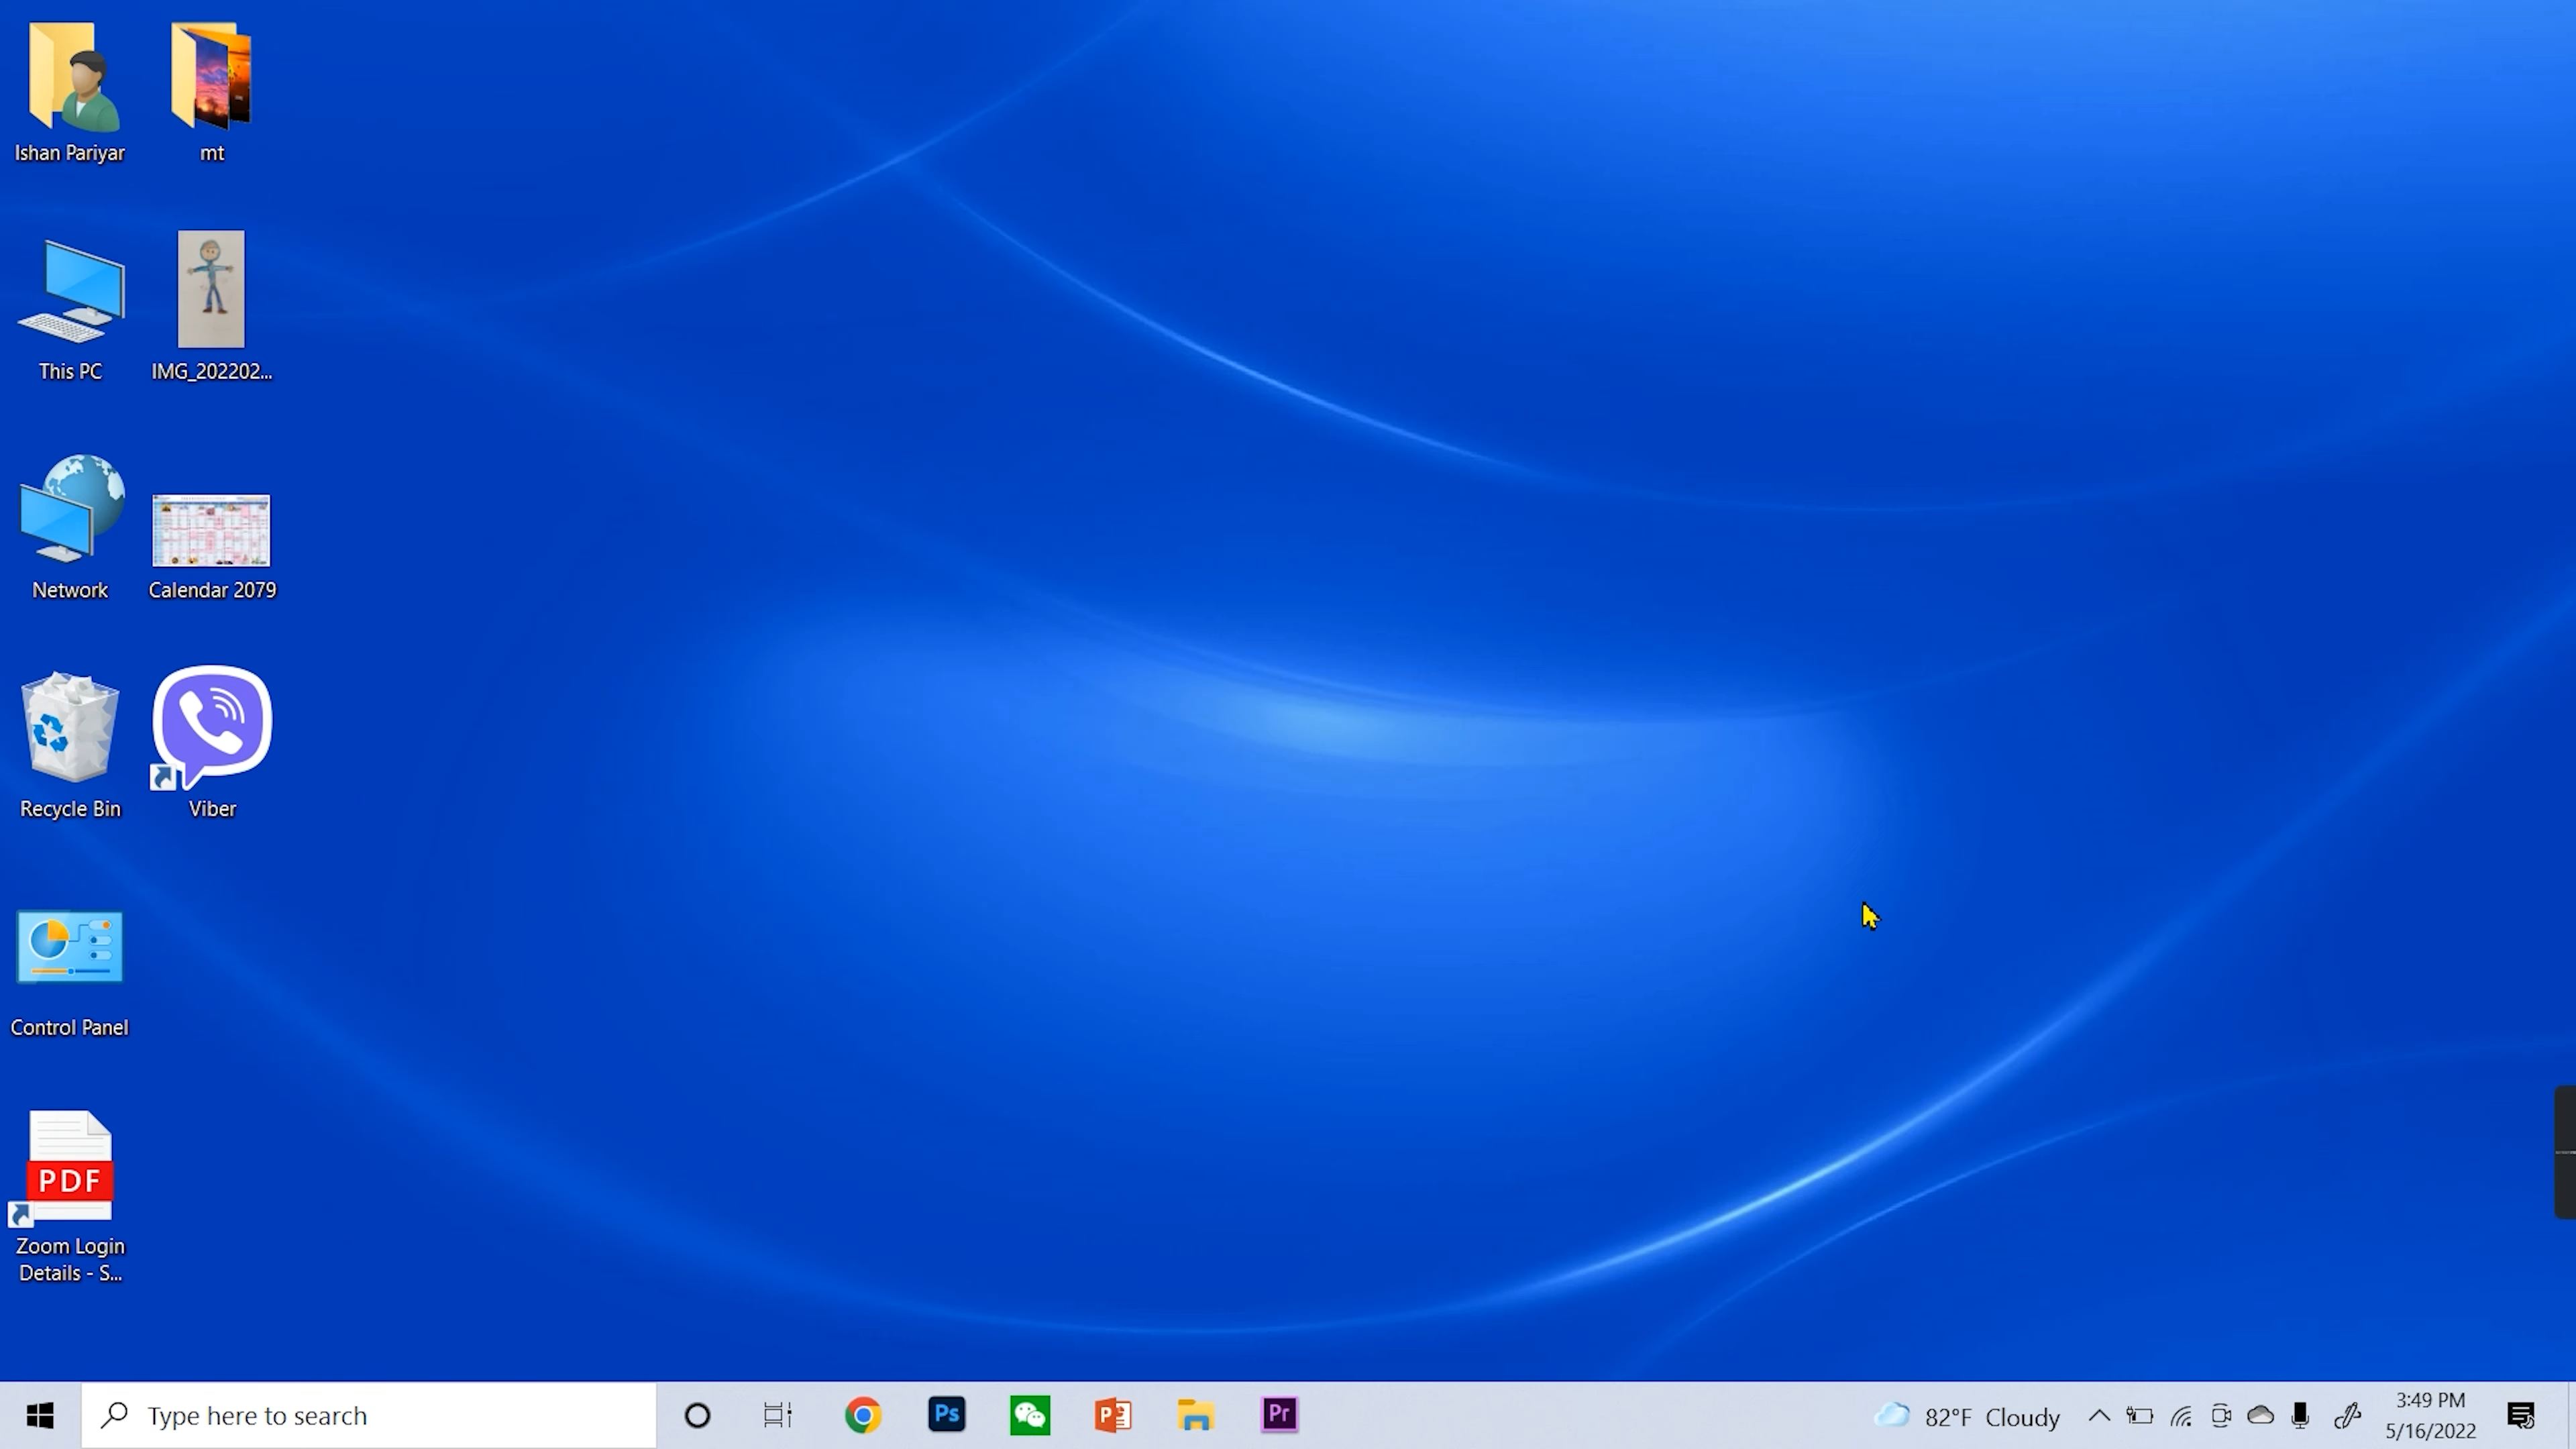 Ishan Pariyar
mt
This PC
IMG_202202...
Network
Calendar 2079
Recycle Bin
Viber
Control Panel
PDF
Zoom Login
Details - S...
Type here to search
Ps
P
Pr
82°F Cloudy
3:49 PM
5/16/2022